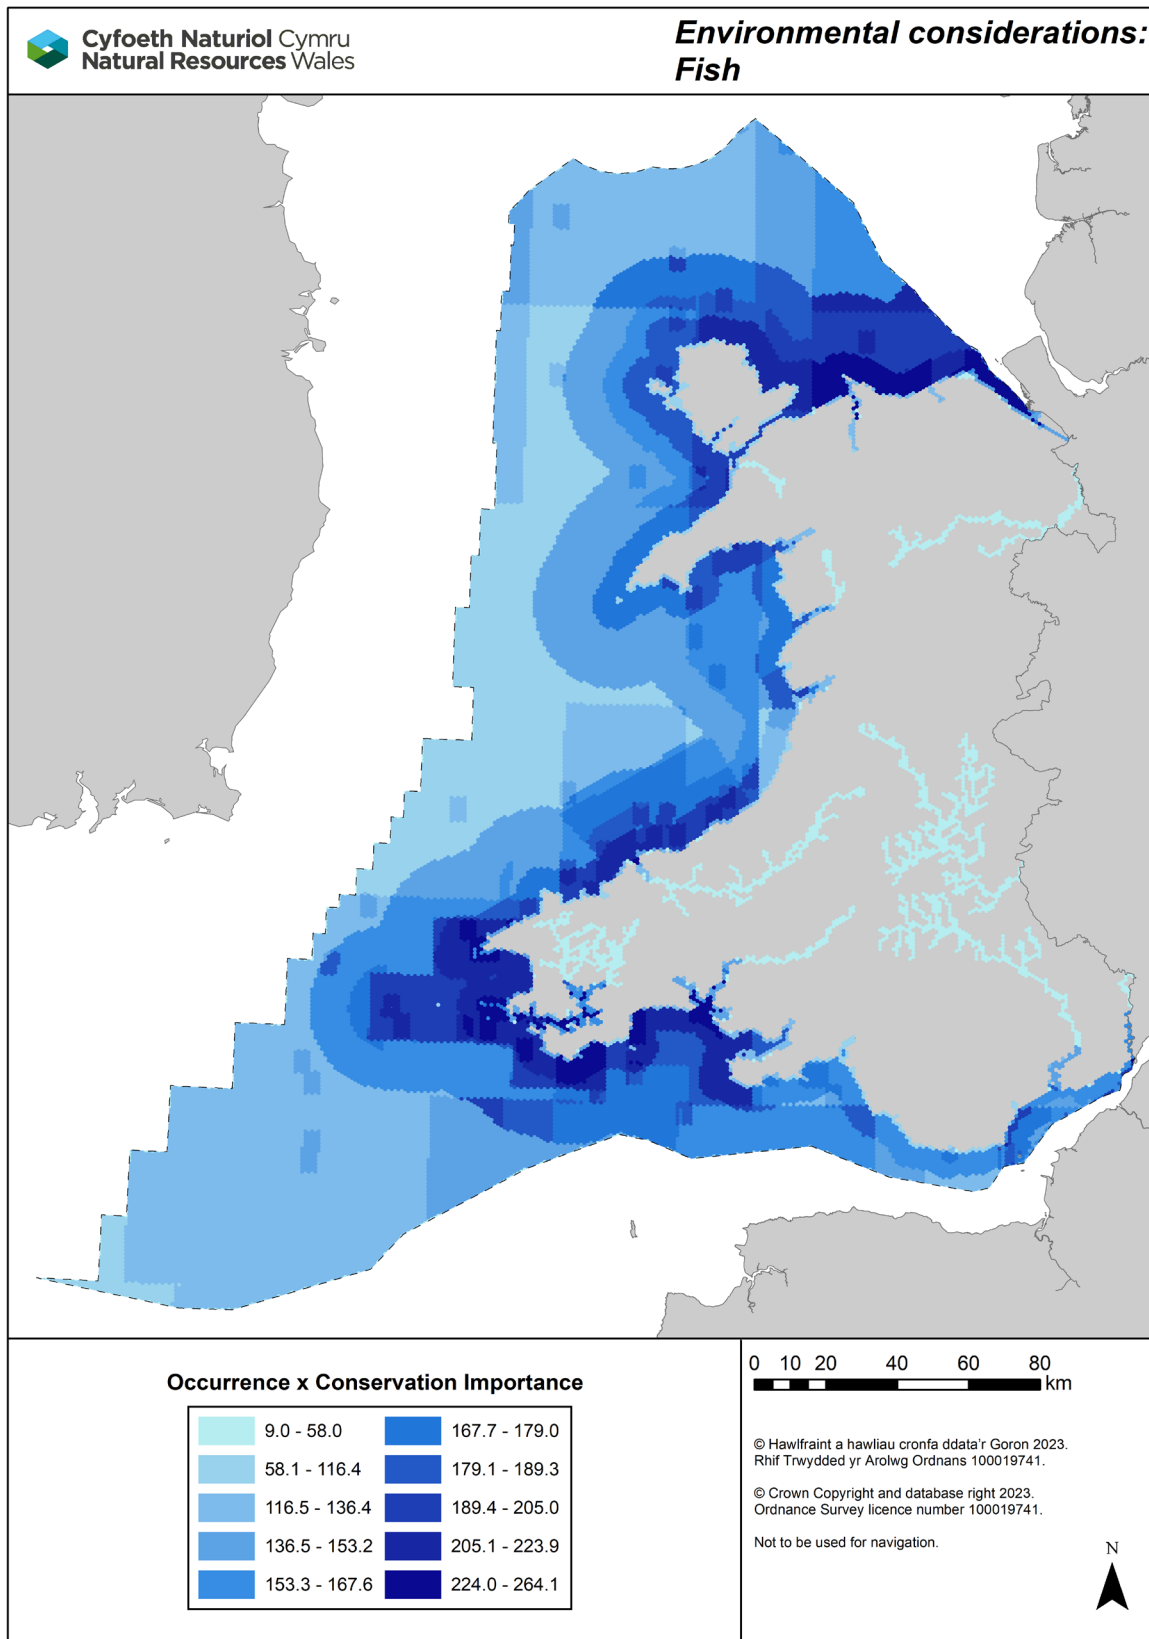 Cyfoeth Naturiol Cymru
Natural Resources Wales
Environmental considerations:
Fish
Occurrence x Conservation Importance
9.0 - 58.0
58.1 - 116.4
116.5 - 136.4
136.5 - 153.2
153.3 - 167.6
167.7 - 179.0
179.1 - 189.3
189.4 - 205.0
205.1 - 223.9
224.0 - 264.1
0 10 20 40 60 80
km
© Hawlfraint a hawliau cronfa ddata'r Goron 2023.
Rhif Trwydded yr Arolwg Ordnans 100019741.
© Crown Copyright and database right 2023.
Ordnance Survey licence number 100019741.
Not to be used for navigation.
N